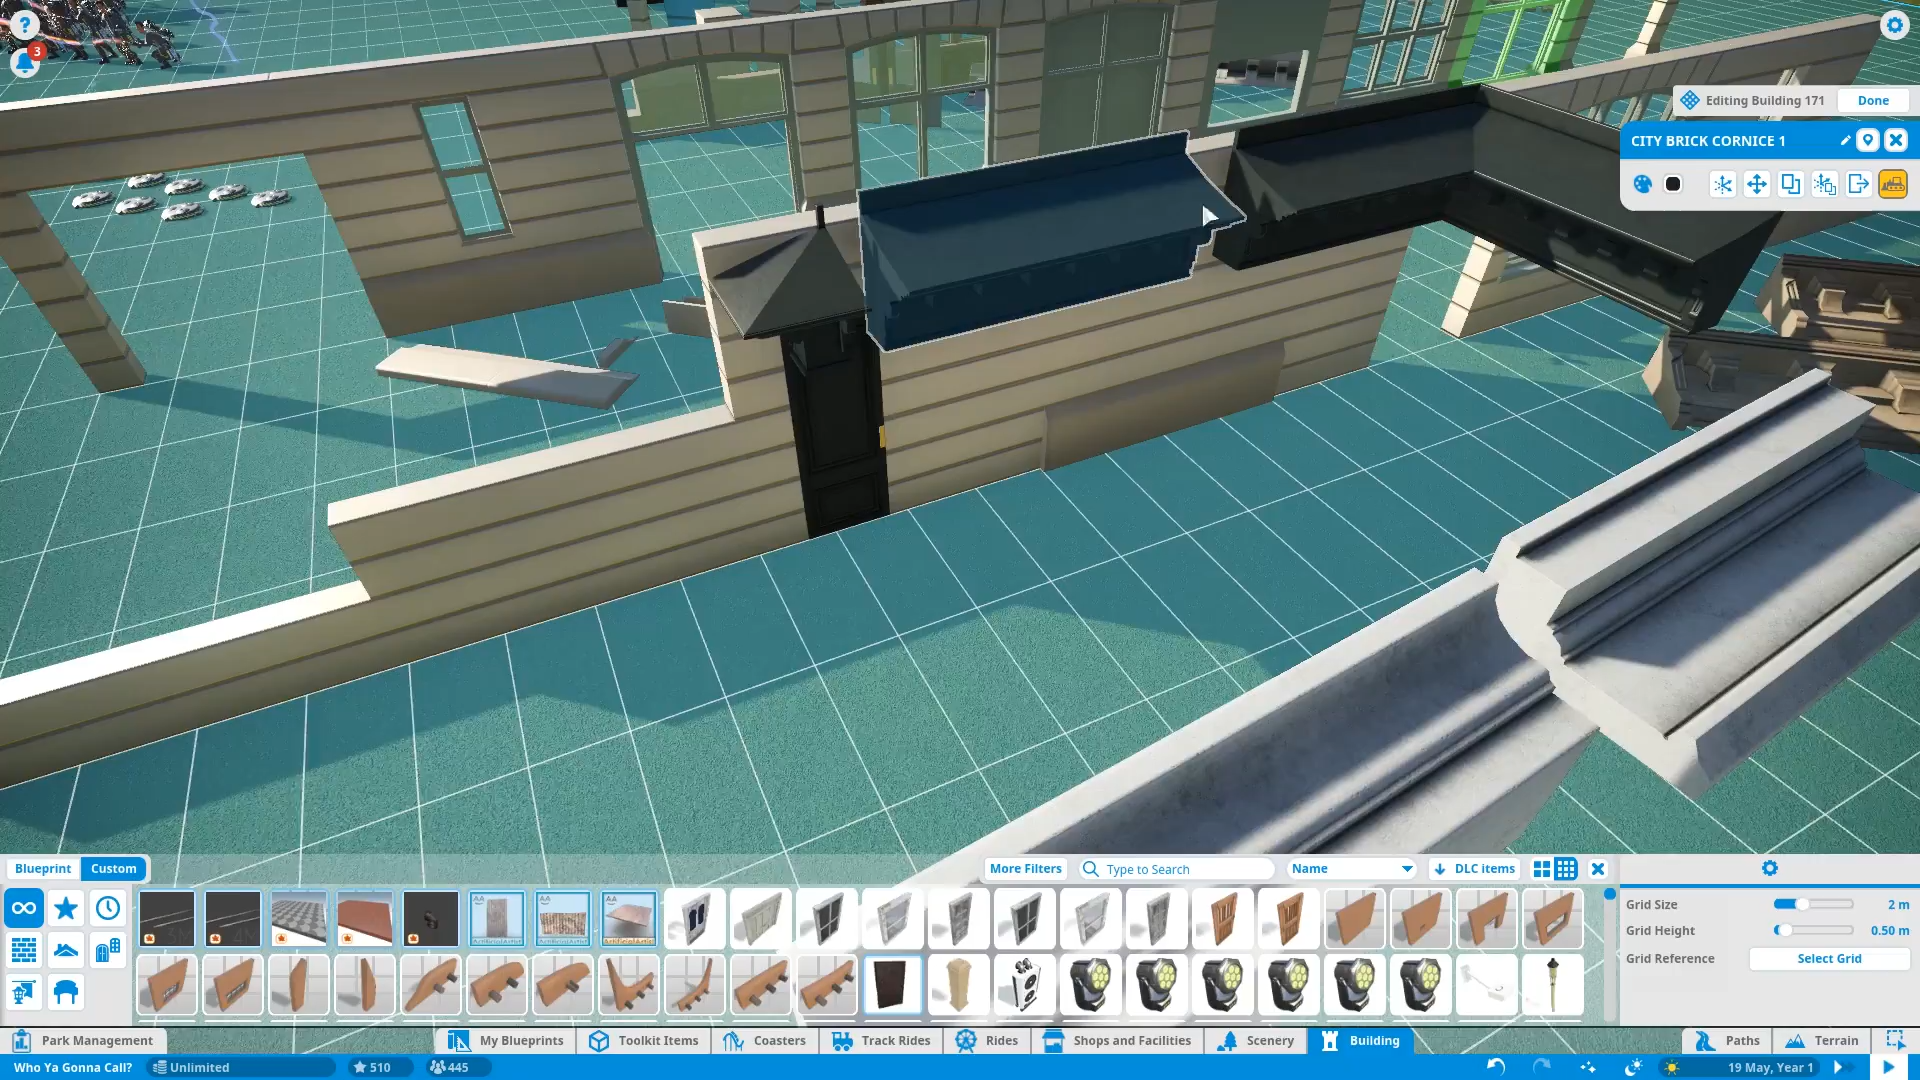 ?
3
Editing Building 171
Done
CITY BRICK CORNICE 1
Blueprint
Custom
More Filters
Type to Search
Name
DLC items
Grid Size
2 m
Grid Height
0.50 m
Grid Reference
Select Grid
Park Management
My Blueprints
Toolkit Items
Coasters
Track Rides
Rides
Shops and Facilities
Scenery
Building
Paths
Terrain
Who Ya Gonna Call?
Unlimited
510
445
19 May, Year 1